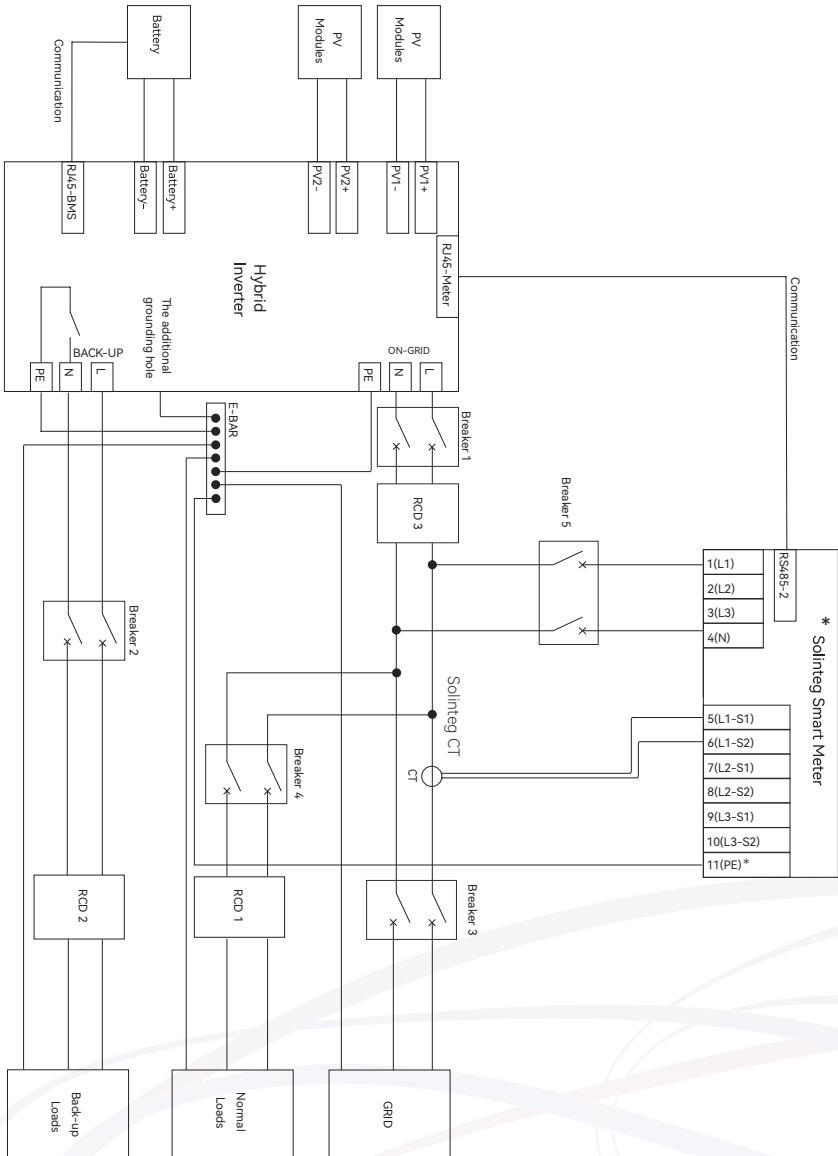 Battery
PV
Modules
PV
Modules
Communication
RJ45-BMS
Battery-
Battery+
PV2-
PV2+
PV1-
PV1+
RJ45-Meter
Communication
Hybrid
Inverter
The additional
grounding hole
BACK-UP
ON-GRID
PE
N
L
PE
N
L
E-BAR
Breaker 1
RCD 3
Breaker 5
RS485-2
* Solinteg Smart Meter
1(L1)
2(L2)
3(L3)
4(N)
5(L1-S1)
6(L1-S2)
7(L2-S1)
8(L2-S2)
9(L3-S1)
10(L3-S2)
11(PE)*
Breaker 2
Solinteg CT
CT
Breaker 4
Breaker 3
RCD 2
RCD 1
Back-up
Loads
Normal
Loads
GRID